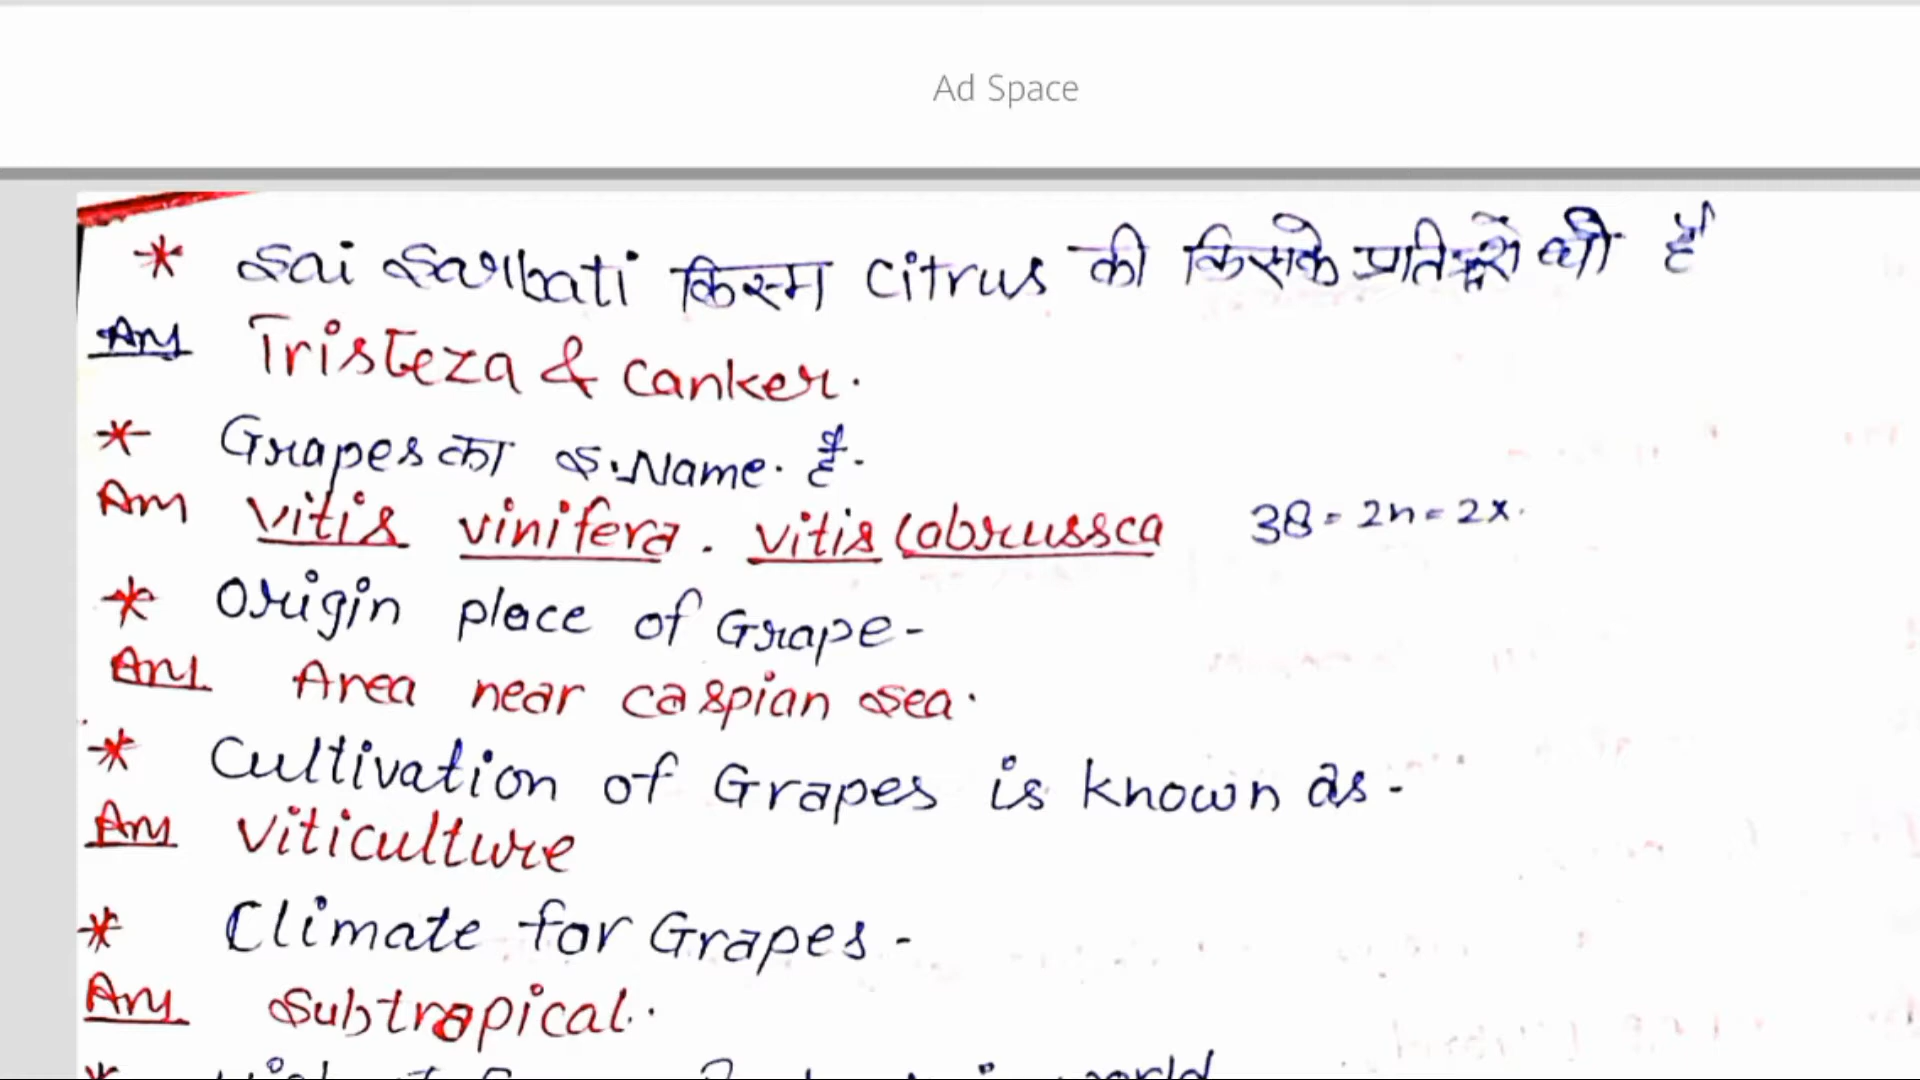 Ad Space
* Sai Sarbati किस्म Citrus की किसके प्रतिरोधी है
Ans Tristeza & Canker.
* Grapes का S.Name. है.
Ans Vitis vinifera. Vitis Labrussca 38 = 2n = 2x.
* Origin place of Grape-
Ans Area near caspian sea.
* Cultivation of Grapes is known as -
Ans Viticulture
* Climate for Grapes -
Ans Subtropical.
* world